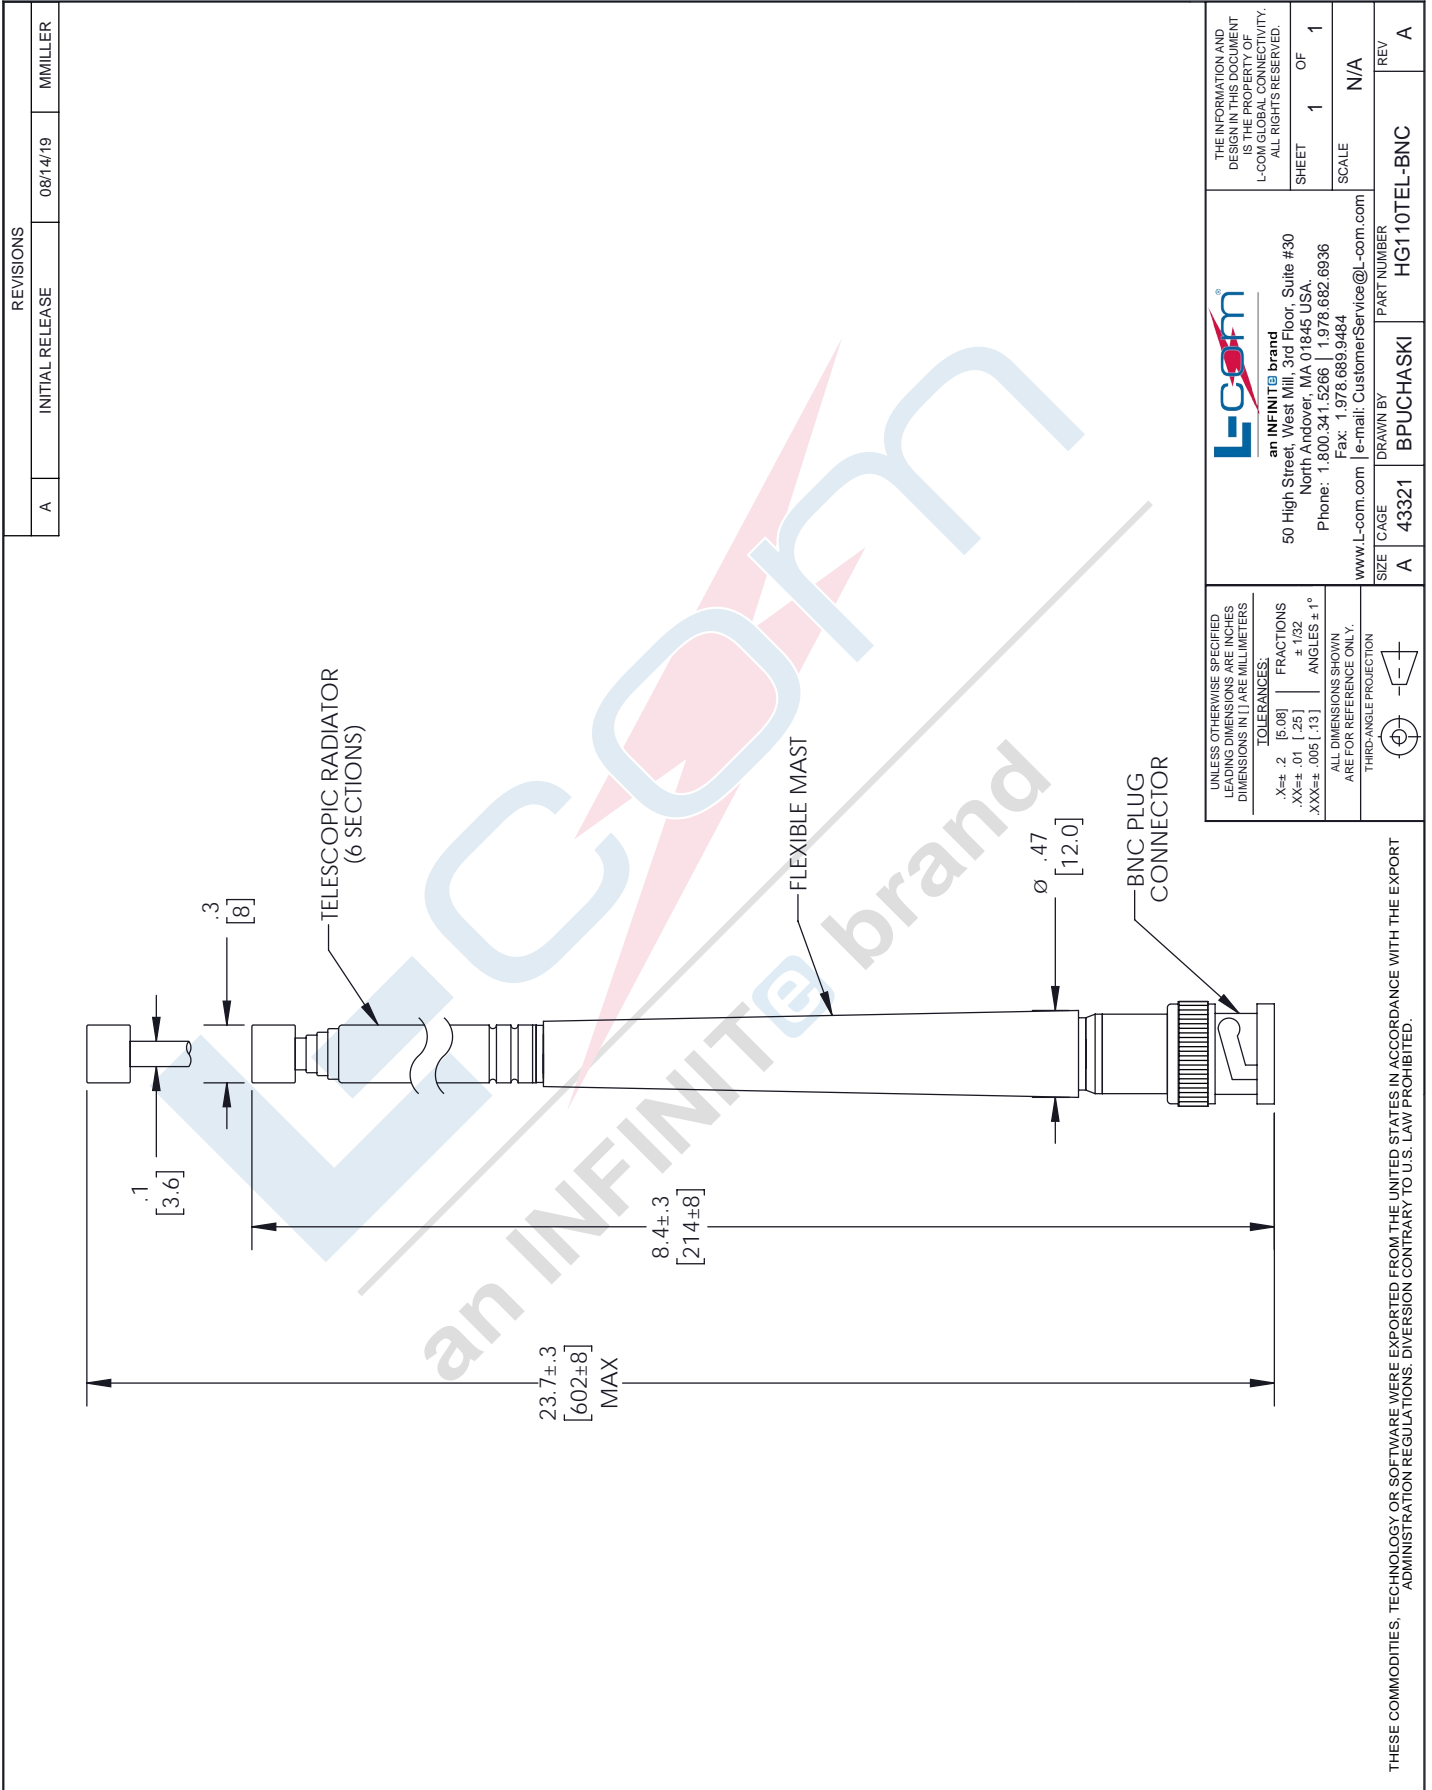 REVISIONS
A INITIAL RELEASE 08/14/19 MMILLER
.1
[3.6]
.3
[8]
TELESCOPIC RADIATOR
(6 SECTIONS)
23.7±.3
[602±8]
MAX
8.4±.3
[214±8]
FLEXIBLE MAST
Ø .47
[12.0]
BNC PLUG
CONNECTOR
L-com
an INFINITe brand
UNLESS OTHERWISE SPECIFIED
LEADING DIMENSIONS ARE INCHES
DIMENSIONS IN [ ] ARE MILLIMETERS
TOLERANCES:
.X=± .2 [5.08] FRACTIONS
.XX=± .01 [ .25 ] ± 1/32
.XXX=± .005 [ .13 ] ANGLES ± 1°
ALL DIMENSIONS SHOWN
ARE FOR REFERENCE ONLY.
THIRD-ANGLE PROJECTION
L-com®
an INFINITe brand
50 High Street, West Mill, 3rd Floor, Suite #30
North Andover, MA 01845 USA.
Phone: 1.800.341.5266 | 1.978.682.6936
Fax: 1.978.689.9484
www.L-com.com | e-mail: CustomerService@L-com.com
THE INFORMATION AND
DESIGN IN THIS DOCUMENT
IS THE PROPERTY OF
L-COM GLOBAL CONNECTIVITY.
ALL RIGHTS RESERVED.
SHEET 1 OF 1
SCALE N/A
SIZE A
CAGE 43321
DRAWN BY BPUCHASKI
PART NUMBER HG110TEL-BNC
REV A
THESE COMMODITIES, TECHNOLOGY OR SOFTWARE WERE EXPORTED FROM THE UNITED STATES IN ACCORDANCE WITH THE EXPORT
ADMINISTRATION REGULATIONS. DIVERSION CONTRARY TO U.S. LAW PROHIBITED.